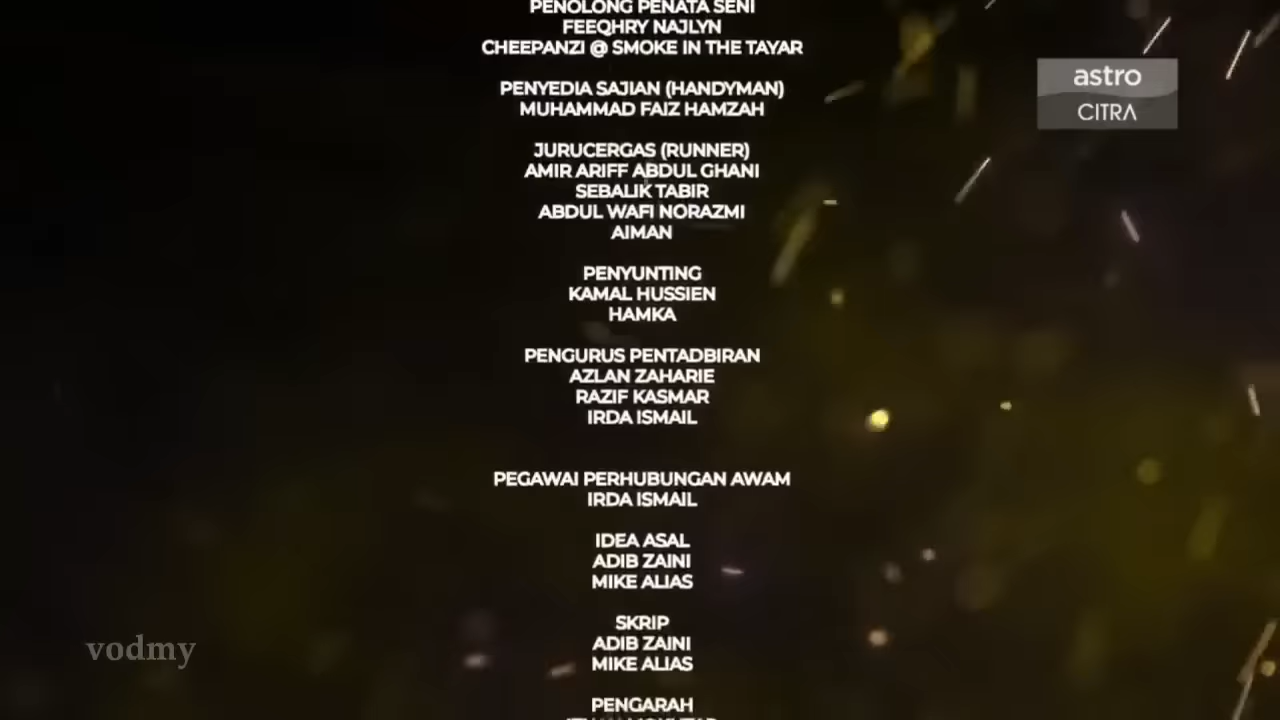 PENOLONG PENATA SENI
FEEQHRY NAJLYN
CHEEPANZI @ SMOKE IN THE TAYAR
PENYEDIA SAJIAN (HANDYMAN)
MUHAMMAD FAIZ HAMZAH
JURUCERGAS (RUNNER)
AMIR ARIFF ABDUL GHANI
SEBALIK TABIR
ABDUL WAFI NORAZMI
AIMAN
PENYUNTING
KAMAL HUSSIEN
HAMKA
PENGURUS PENTADBIRAN
AZLAN ZAHARIE
RAZIF KASMAR
IRDA ISMAIL
PEGAWAI PERHUBUNGAN AWAM
IRDA ISMAIL
IDEA ASAL
ADIB ZAINI
MIKE ALIAS
SKRIP
ADIB ZAINI
MIKE ALIAS
PENGARAH
astro
CITRA
vodmy